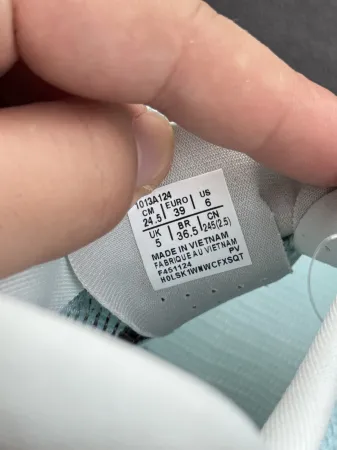 1013A124
CM EURO US
24.5 39 6
UK BR CN
5 36.5 245(2.5)
MADE IN VIETNAM
FABRIQUE AU VIETNAM
F451124 PV
H0LSK1WWWCFXSQT